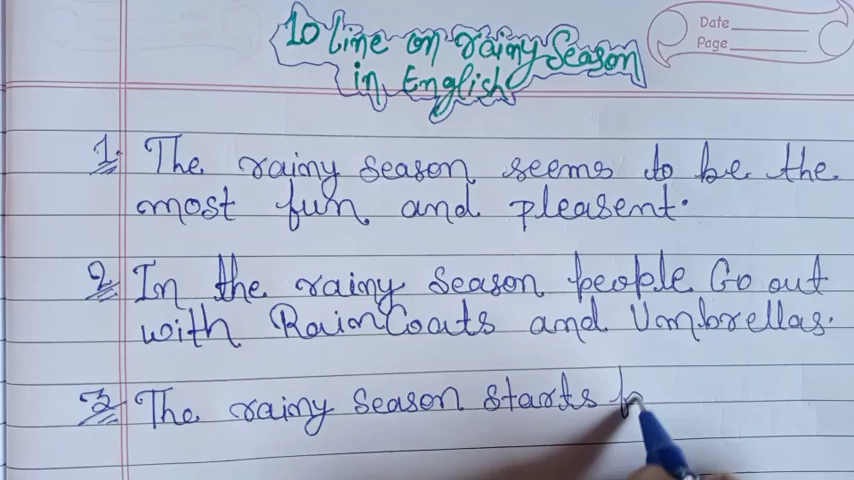 10 line on rainy Season
in English
Date
Page
1. The rainy season seems to be the
most fun and pleasent.
2. In the rainy season people Go out
with RainCoats and Umbrellas.
3. The rainy season starts